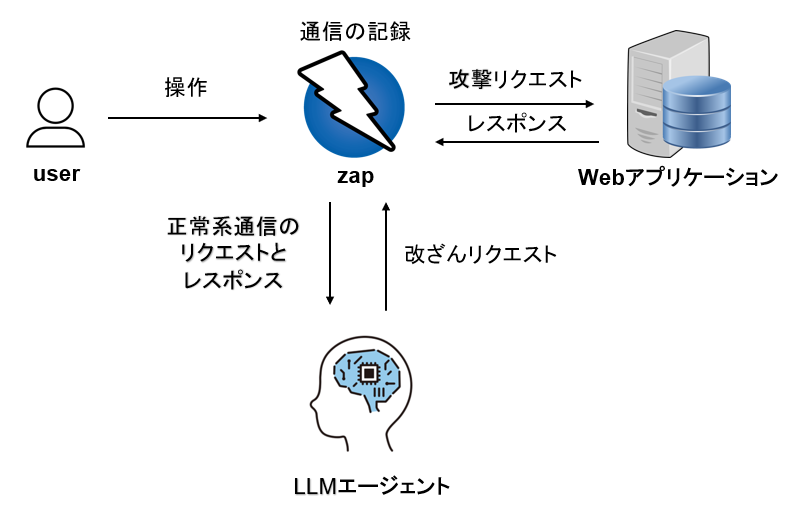 通信の記録
操作
攻撃リクエスト
レスポンス
user
zap
Webアプリケーション
正常系通信の
リクエストと
レスポンス
改ざんリクエスト
LLMエージェント